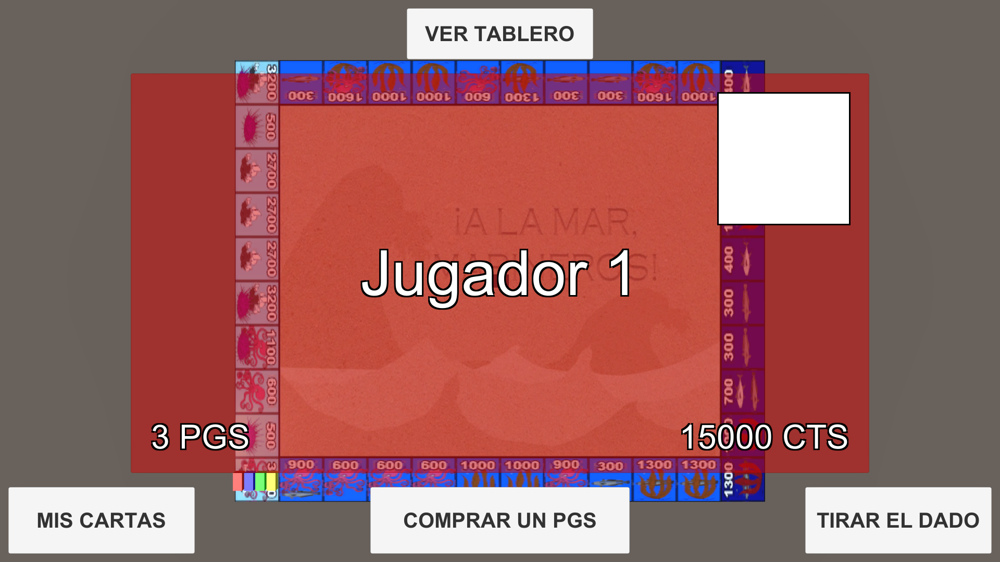 VER TABLERO
3200 300 1600 1000 1000 600 1300 300 300 1600 1000 400
500
2700
¡A LA MAR,
2700
MARINEROS!
Jugador 1
2700 400
3200 300
1100 300
600 700
3 PGS 500 15000 CTS
900 600 600 600 1000 1000 900 300 1300 1300 1300
MIS CARTAS
COMPRAR UN PGS
TIRAR EL DADO